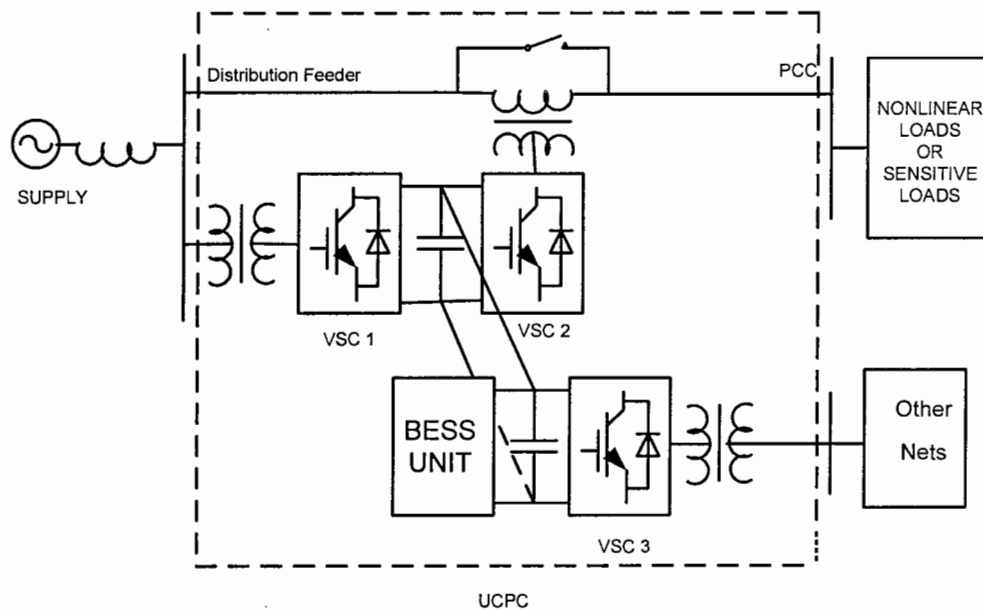 Distribution Feeder
PCC
NONLINEAR
LOADS
OR
SENSITIVE
LOADS
SUPPLY
VSC 1
VSC 2
BESS
UNIT
Other
Nets
VSC 3
UCPC